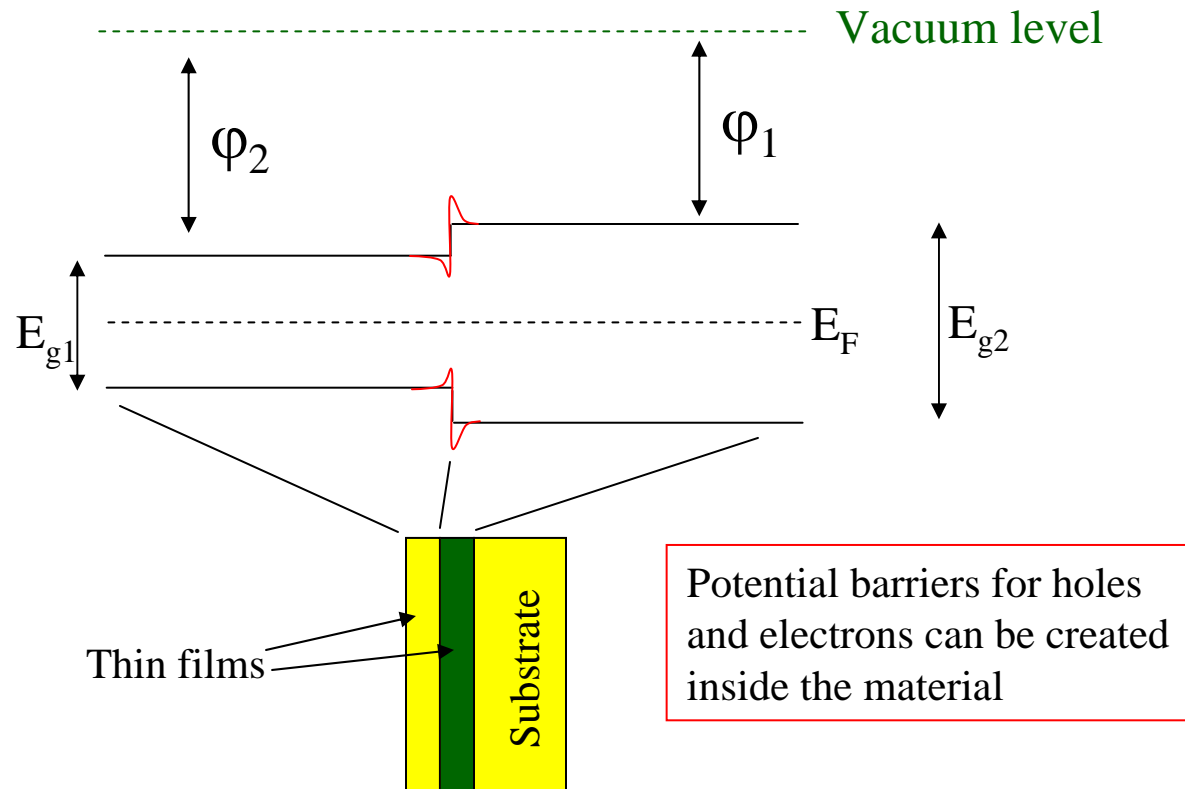 Vacuum level
φ2
φ1
Eg1
EF
Eg2
Thin films
Substrate
Potential barriers for holes
and electrons can be created
inside the material